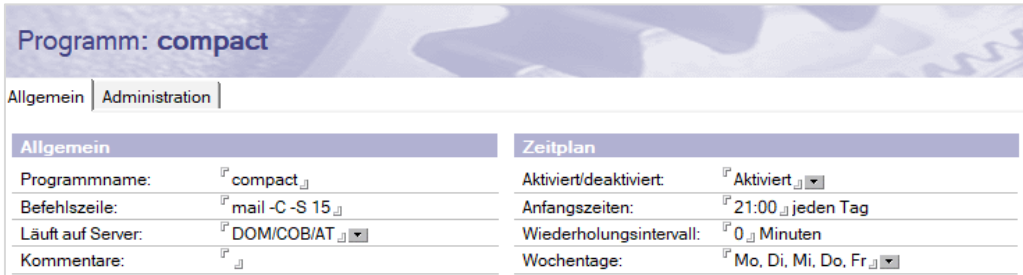 Programm: compact
Allgemein Administration
Allgemein
Programmname: compact
Befehlszeile: mail -C -S 15
Läuft auf Server: DOM/COB/AT
Kommentare:
Zeitplan
Aktiviert/deaktiviert: Aktiviert
Anfangszeiten: 21:00 jeden Tag
Wiederholungsintervall: 0 Minuten
Wochentage: Mo, Di, Mi, Do, Fr